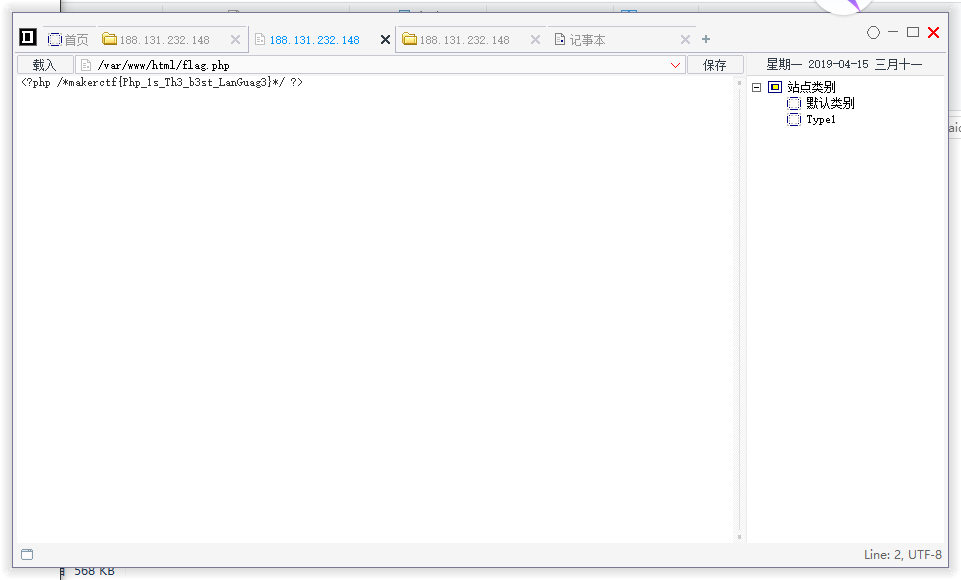 首页 188.131.232.148 188.131.232.148 188.131.232.148 记事本 +
载入 /var/www/html/flag.php 保存 星期一 2019-04-15 三月十一
<?php /*makerctf{Php_1s_Th3_b3st_LanGuag3}*/ ?>
站点类别
默认类别
Type1
Line: 2, UTF-8
568 KB